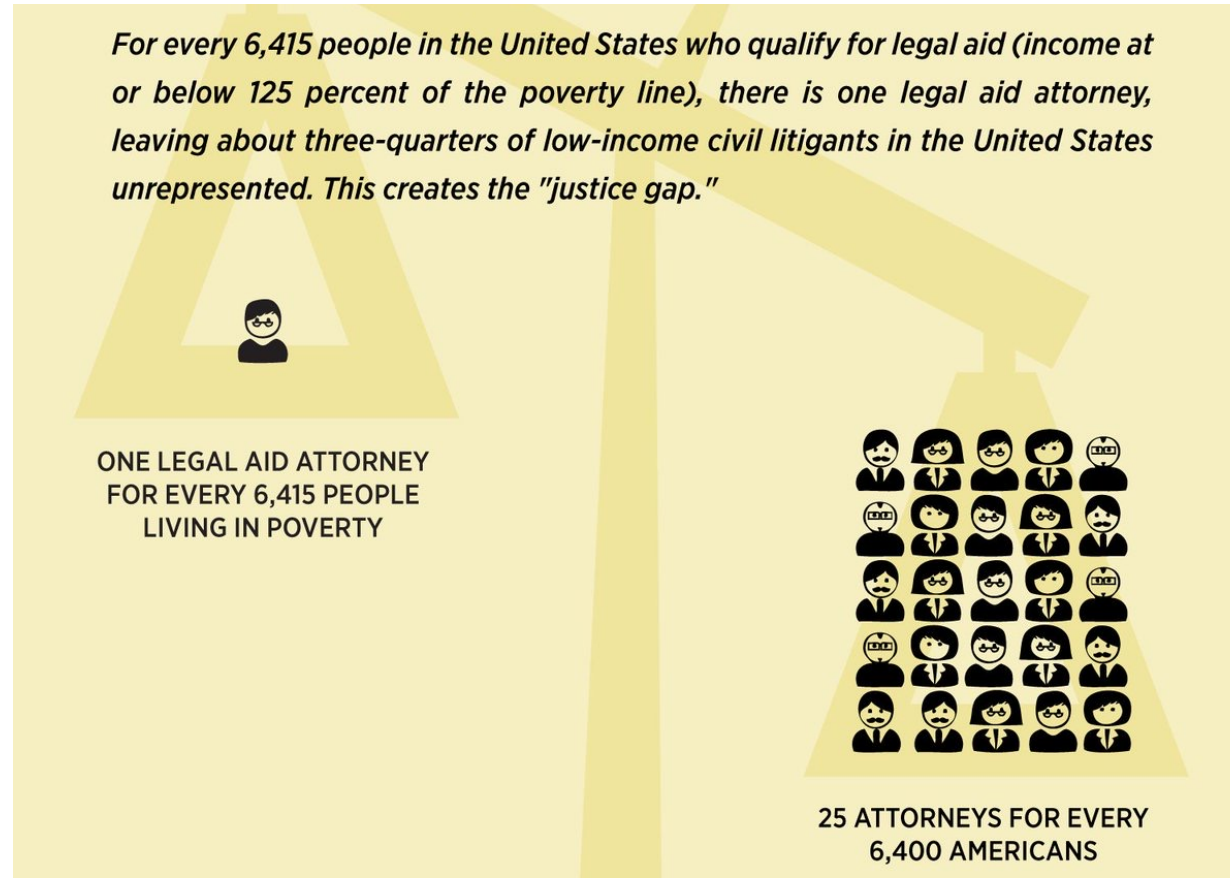 For every 6,415 people in the United States who qualify for legal aid (income at
or below 125 percent of the poverty line), there is one legal aid attorney,
leaving about three-quarters of low-income civil litigants in the United States
unrepresented. This creates the "justice gap."
ONE LEGAL AID ATTORNEY
FOR EVERY 6,415 PEOPLE
LIVING IN POVERTY
25 ATTORNEYS FOR EVERY
6,400 AMERICANS